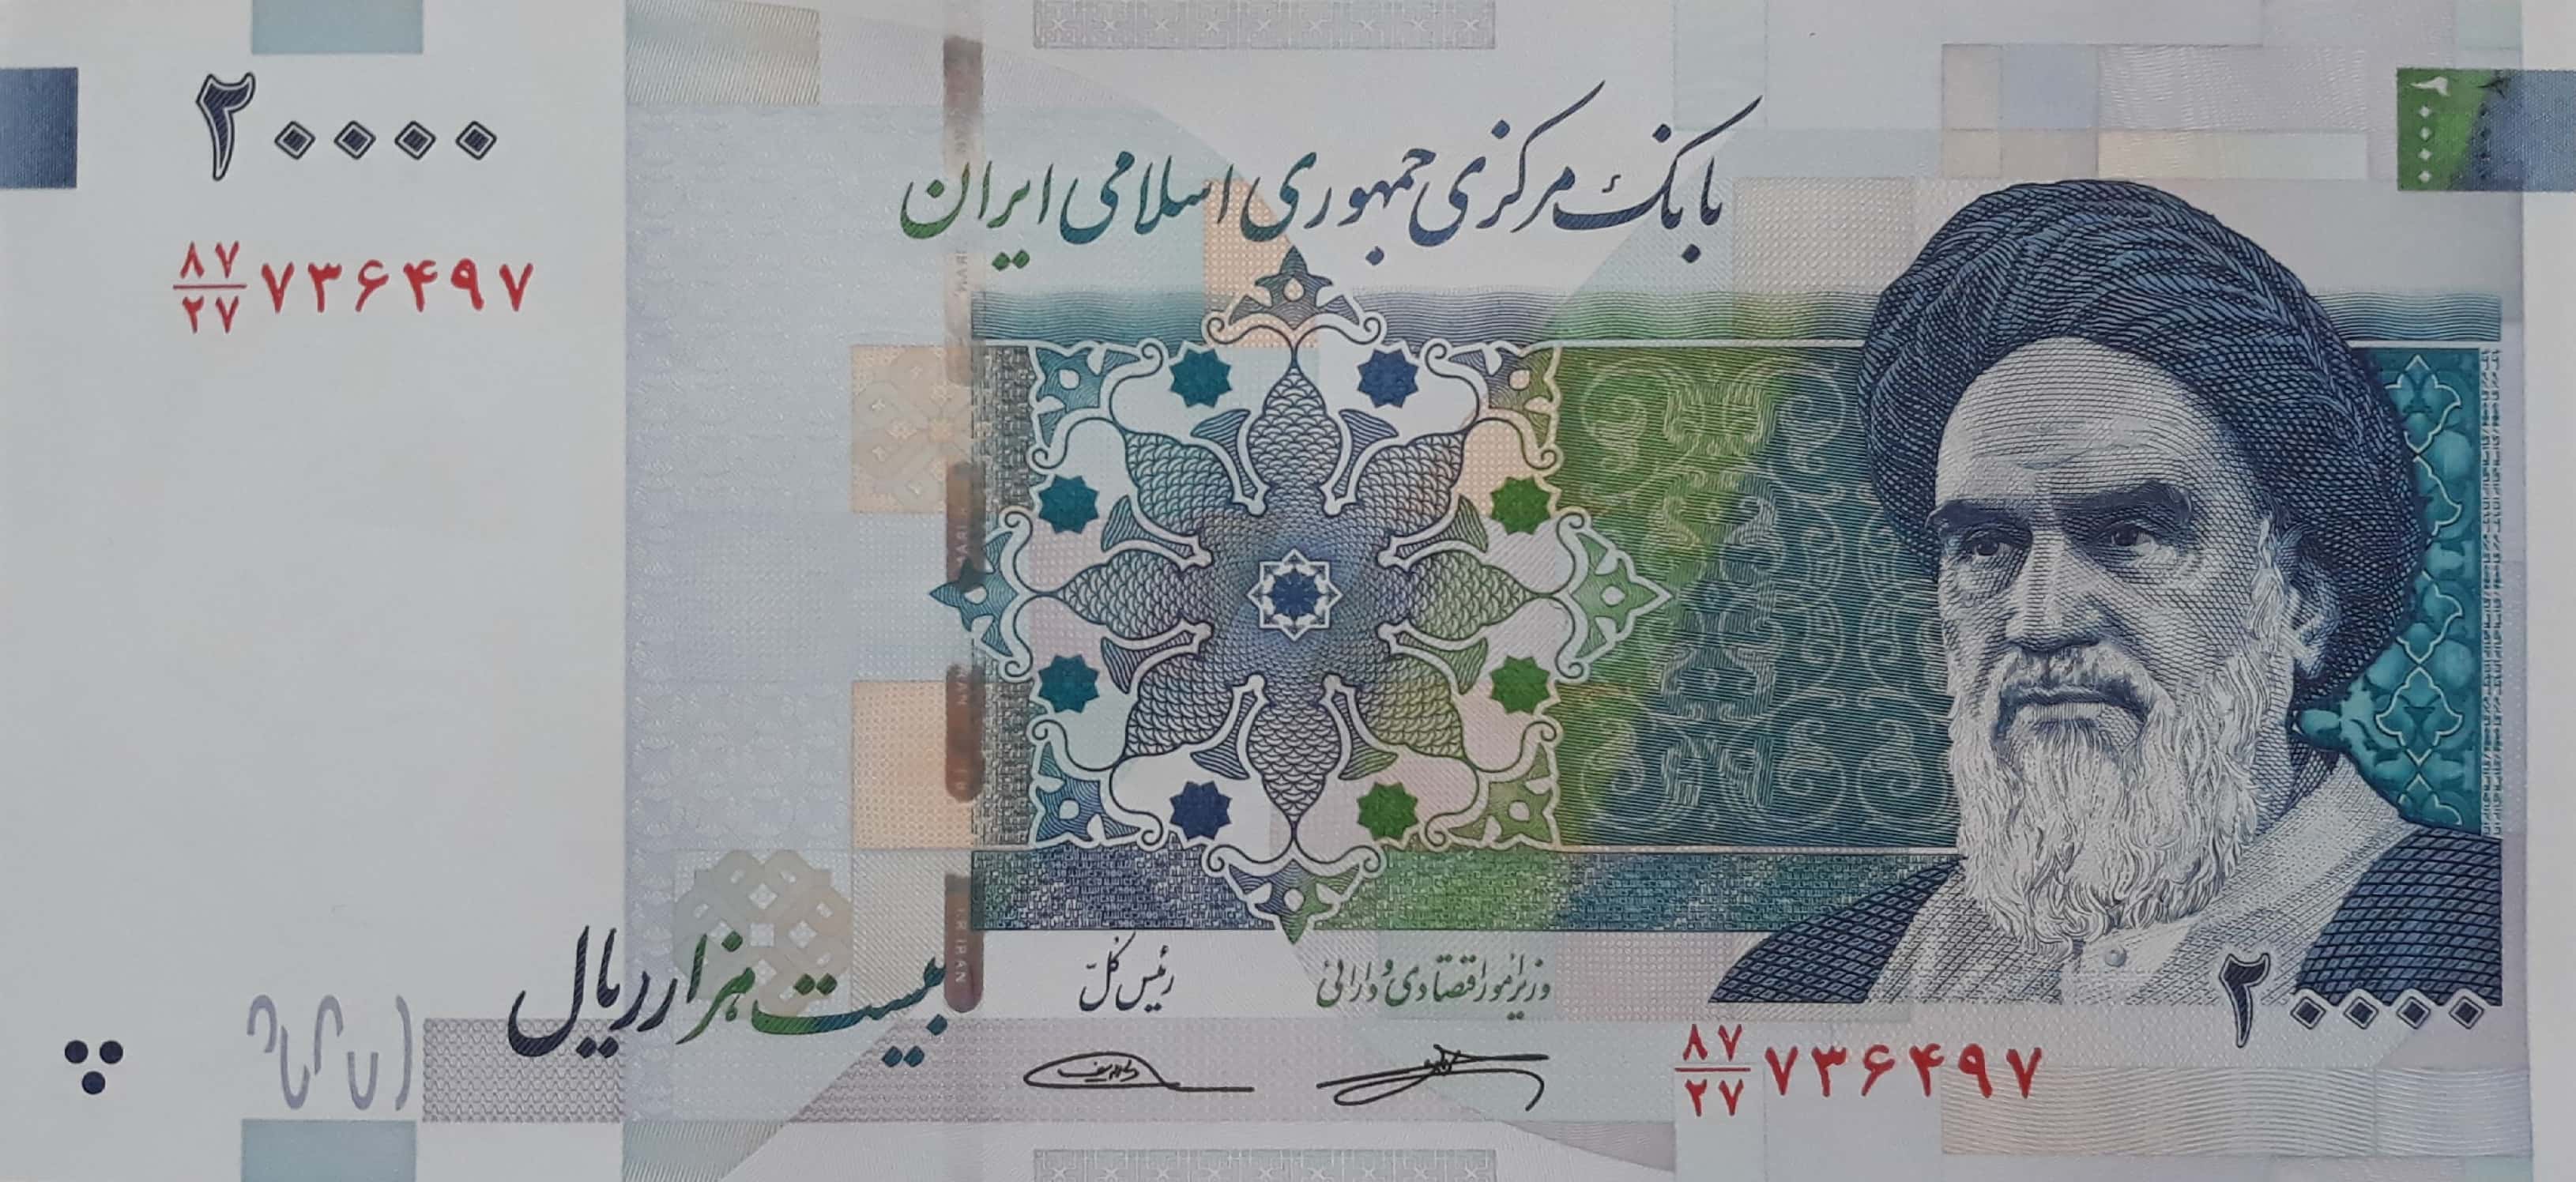 ۲۰۰۰۰
بانک مرکزی جمهوری اسلامی ایران
۸۷
۲۷ ۷۳۶۴۹۷
بیست هزار ریال
رئیس کل
وزیر امور اقتصادی و دارائی
۲۰۰۰۰
۸۷
۲۷ ۷۳۶۴۹۷